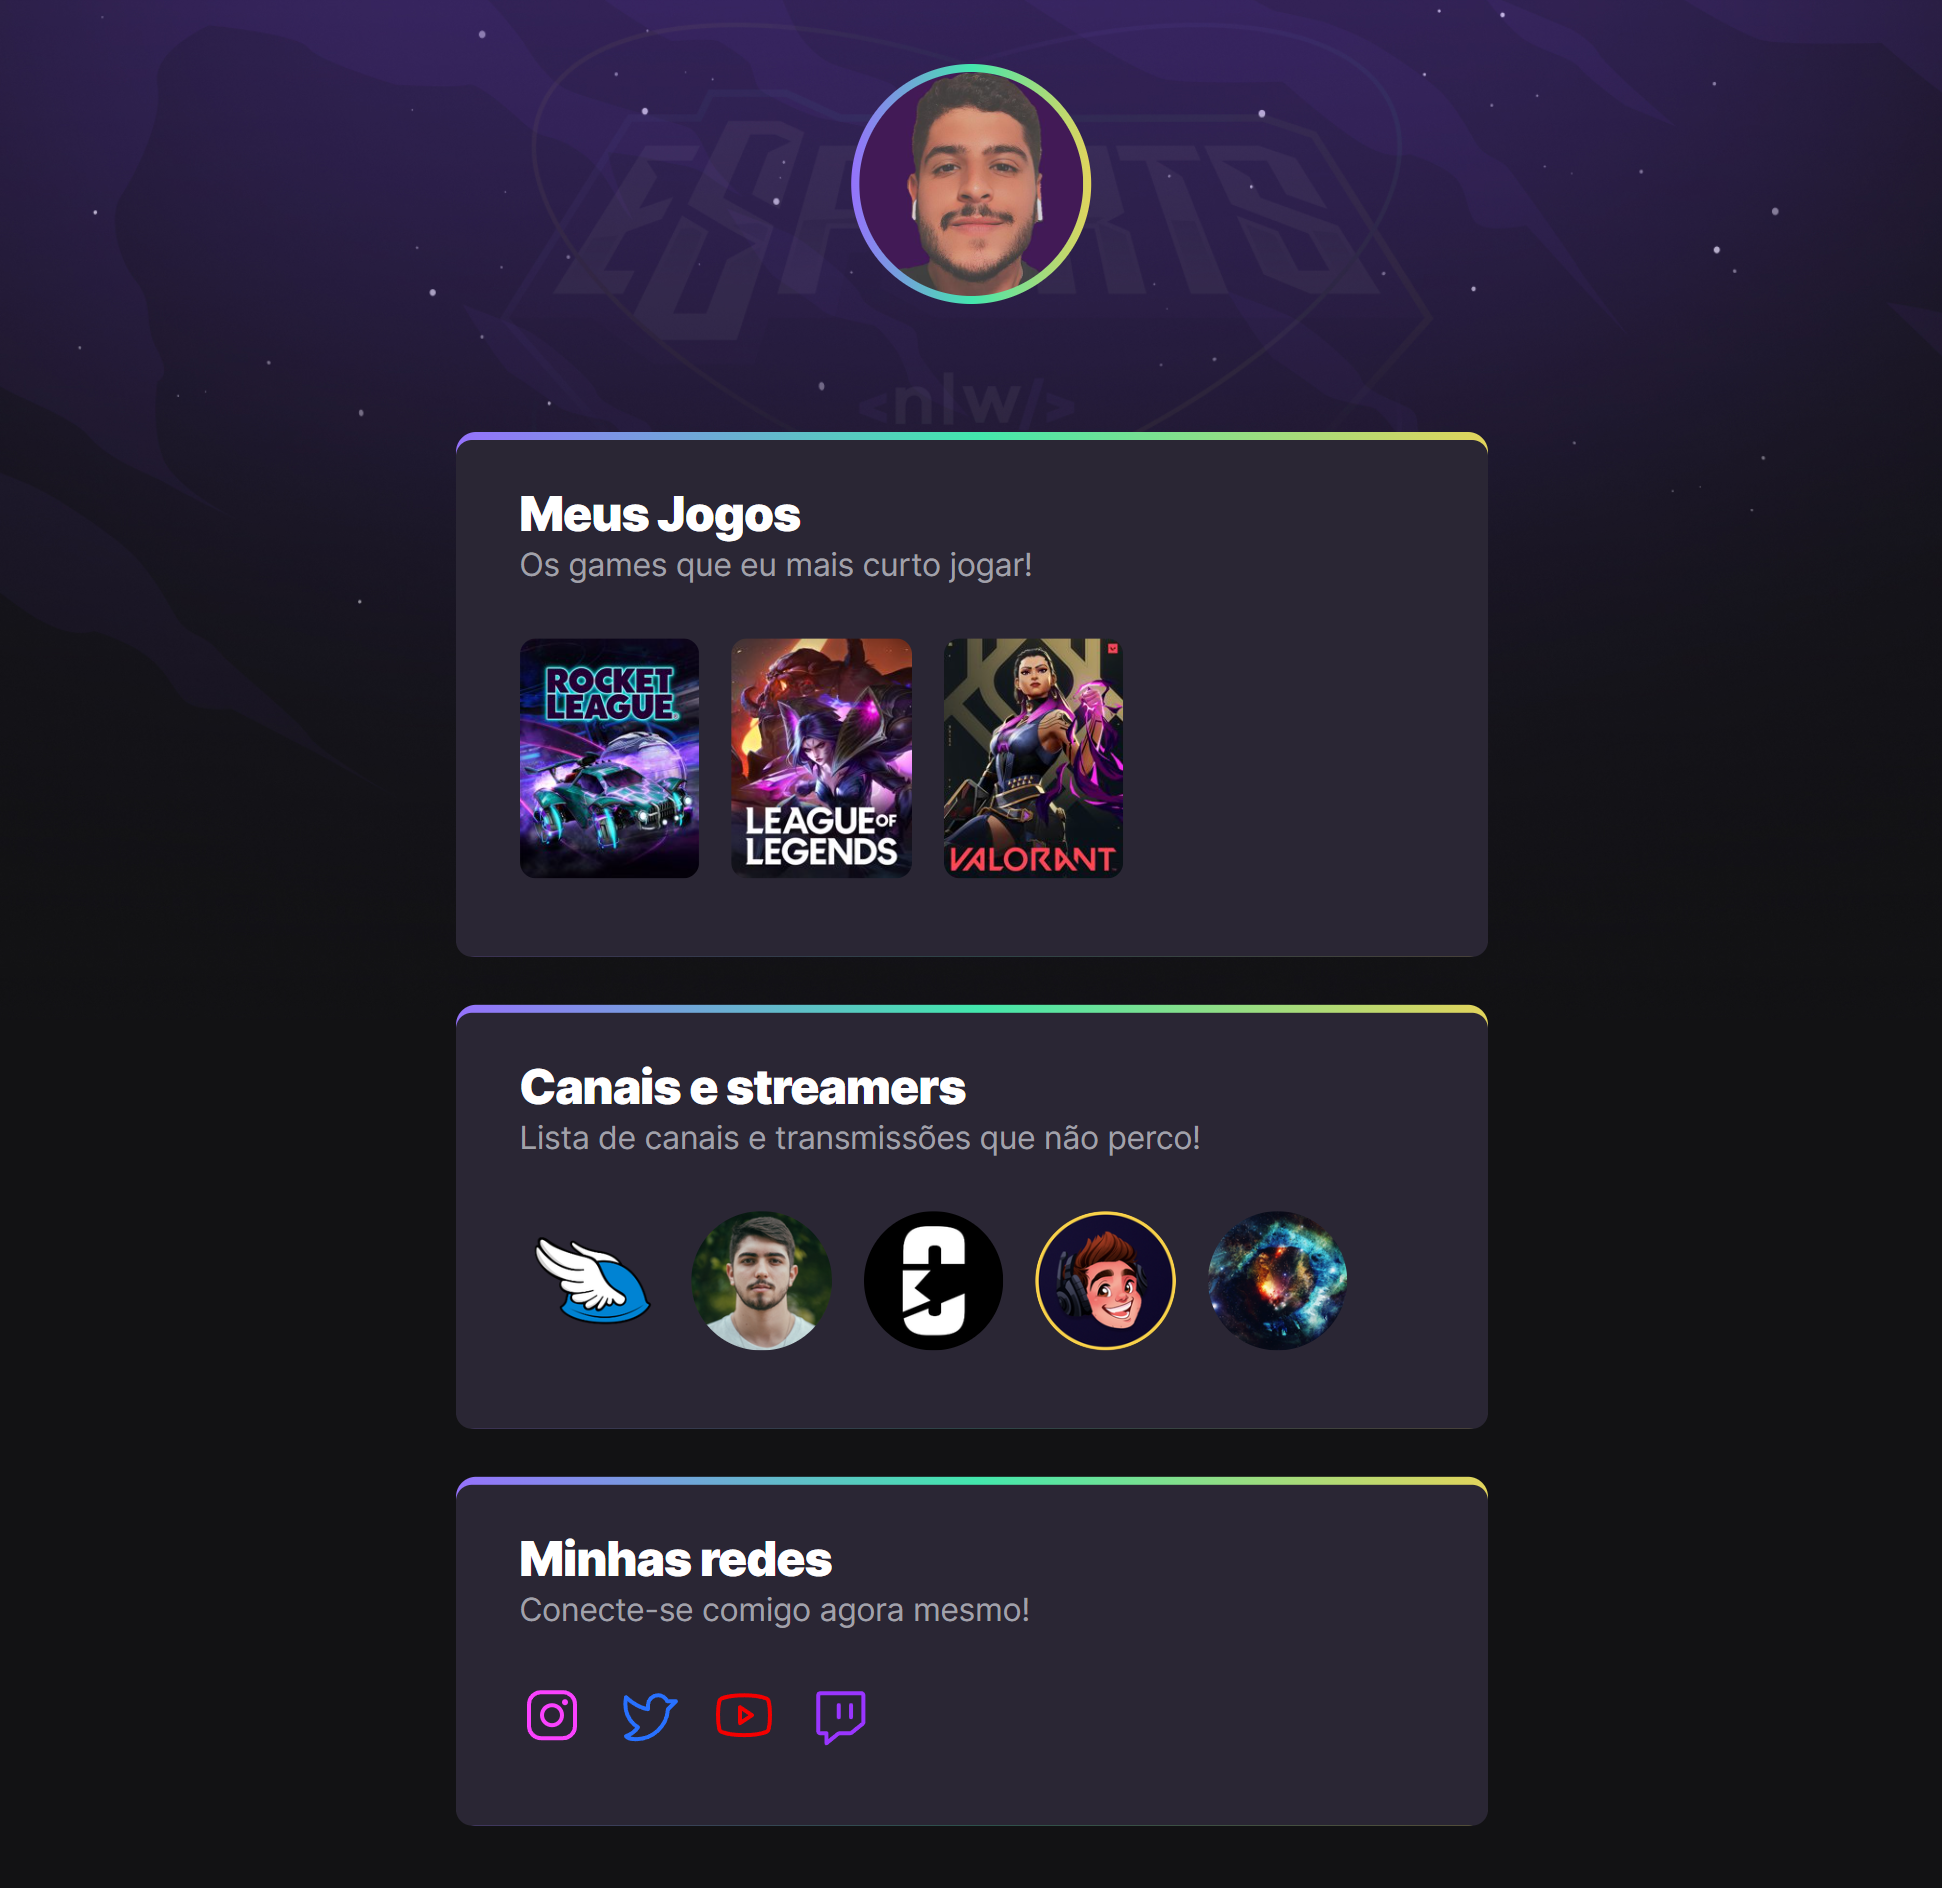 ESPORTS
<nlw/>
Meus Jogos
Os games que eu mais curto jogar!
ROCKET
LEAGUE
LEAGUE OF
LEGENDS
VALORANT
Canais e streamers
Lista de canais e transmissões que não perco!
Minhas redes
Conecte-se comigo agora mesmo!